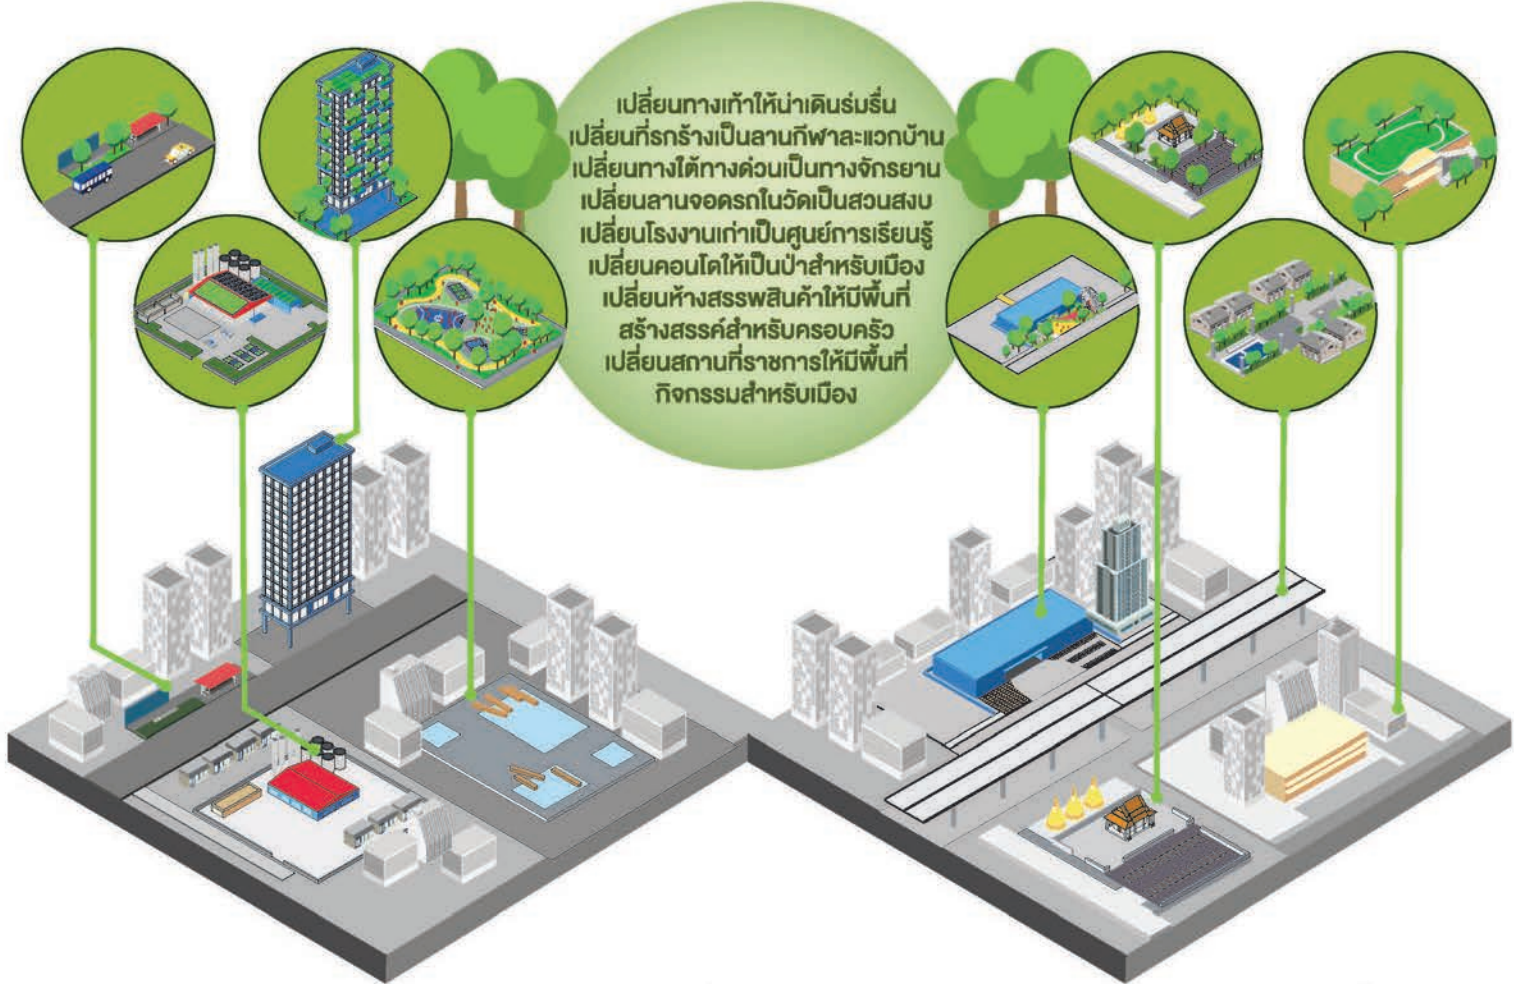 เปลี่ยนทางเท้าให้น่าเดินร่มรื่น
เปลี่ยนที่รกร้างเป็นลานกีฬาละแวกบ้าน
เปลี่ยนทางใต้ทางด่วนเป็นทางจักรยาน
เปลี่ยนลานจอดรถในวัดเป็นสวนสงบ
เปลี่ยนโรงงานเก่าเป็นศูนย์การเรียนรู้
เปลี่ยนคอนโดให้เป็นป่าสำหรับเมือง
เปลี่ยนห้างสรรพสินค้าให้มีพื้นที่
สร้างสรรค์สำหรับครอบครัว
เปลี่ยนสถานที่ราชการให้มีพื้นที่
กิจกรรมสำหรับเมือง